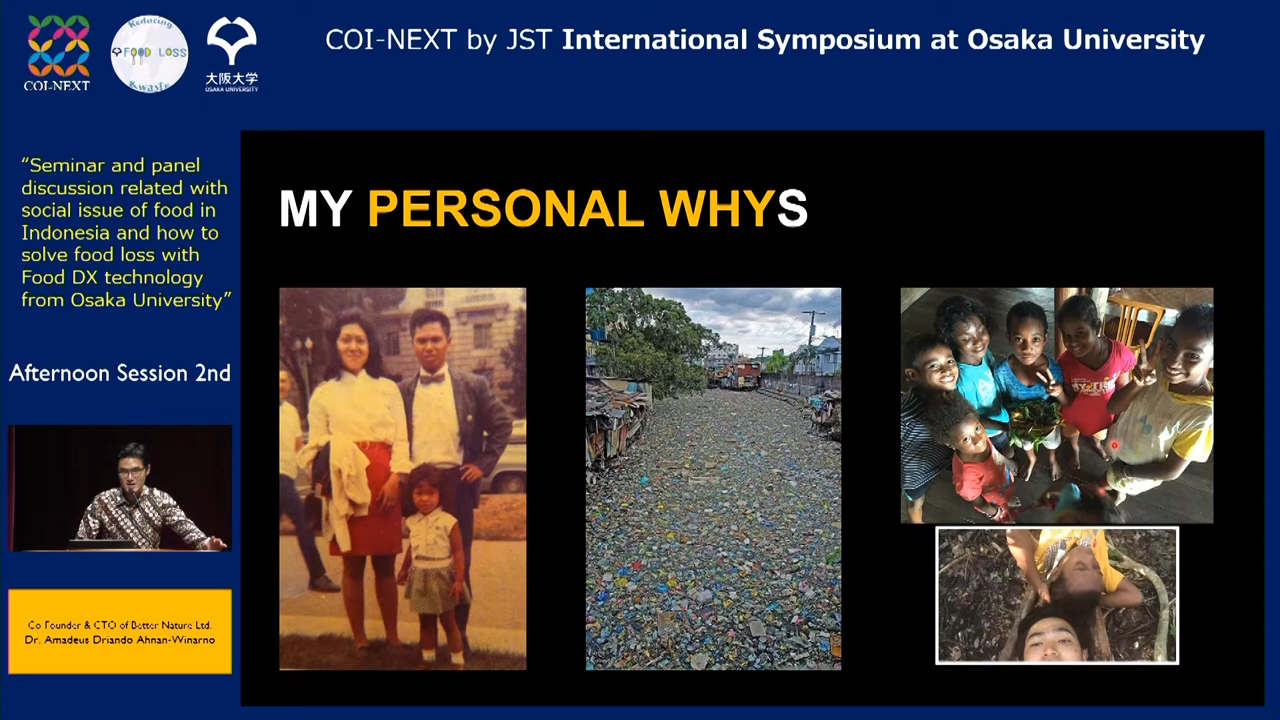 COI-NEXT
Reducing
FOOD LOSS
&Waste
大阪大学
OSAKA UNIVERSITY
COI-NEXT by JST International Symposium at Osaka University
“Seminar and panel
discussion related with
social issue of food in
Indonesia and how to
solve food loss with
Food DX technology
from Osaka University”
Afternoon Session 2nd
Co Founder & CTO of Better Nature Ltd.
Dr. Amadeus Driando Ahnan-Winarno
MY PERSONAL WHYS